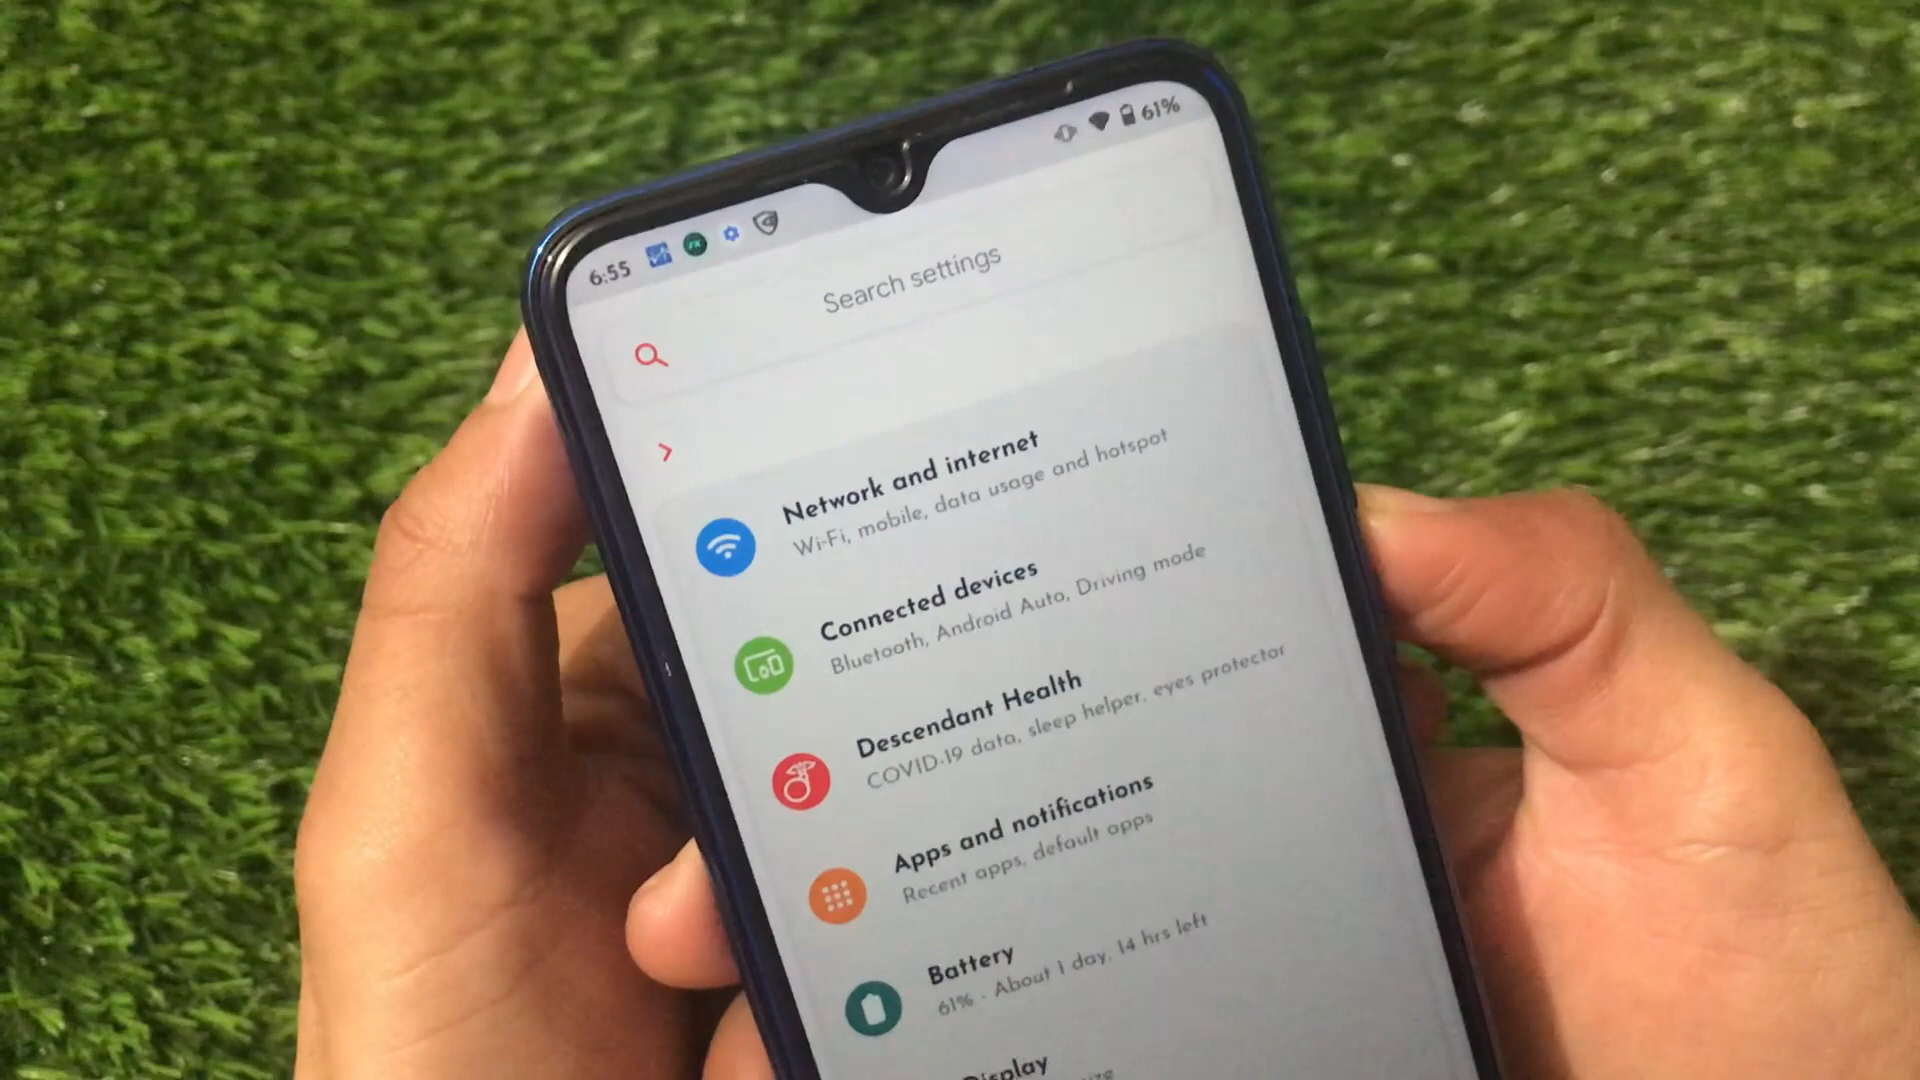 6:55
61%
Search settings
Network and internet
Wi-Fi, mobile, data usage and hotspot
Connected devices
Bluetooth, Android Auto, Driving mode
Descendant Health
COVID-19 data, sleep helper, eyes protector
Apps and notifications
Recent apps, default apps
Battery
61% - About 1 day, 14 hrs left
Display